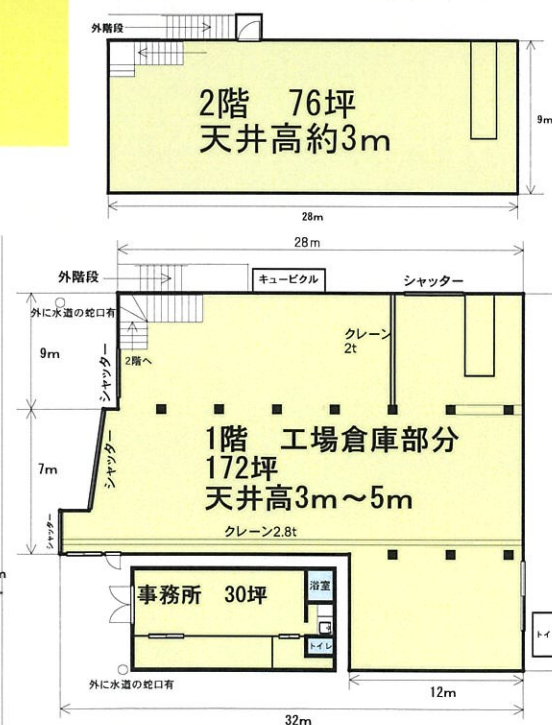 外階段
2階　76坪
天井高約3m
9m
28m
28m
外階段
キュービクル
シャッター
外に水道の蛇口有
クレーン
2t
9m
シャッター
2階へ
シャッター
7m
1階　工場倉庫部分
172坪
天井高3m～5m
シャッター
クレーン2.8t
事務所　30坪
浴室
トイレ
トイ
外に水道の蛇口有
12m
32m